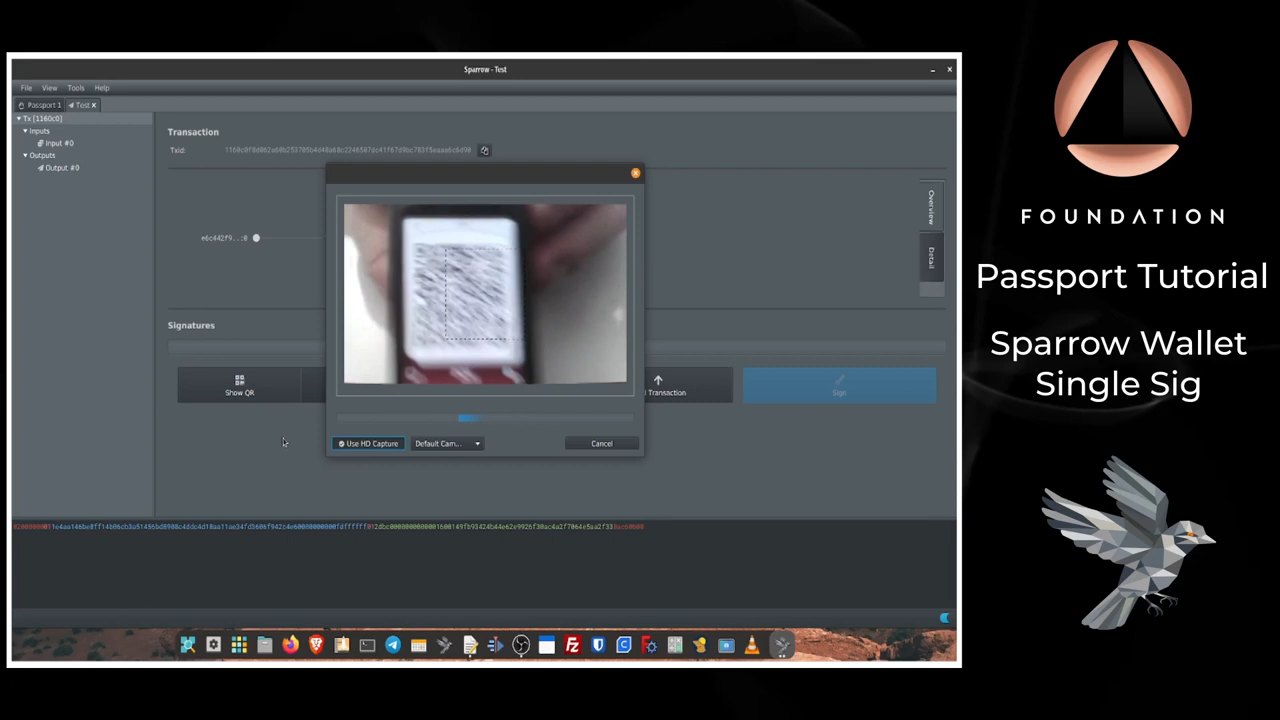 Sparrow - Test
File View Tools Help
Passport 1 Test
Tx [1160c0]
Inputs
Input #0
Outputs
Output #0
Transaction
Txid:
e6c442f9..:0
Overview
Detail
Signatures
Show QR
Transaction
Sign
Use HD Capture
Default Cam...
Cancel
FOUNDATION
Passport Tutorial
Sparrow Wallet
Single Sig